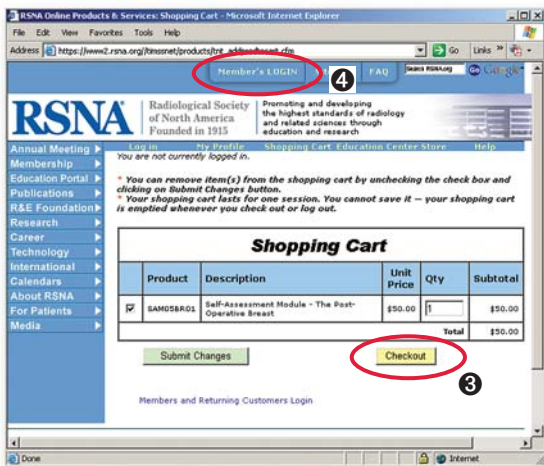 RSNA Online Products & Services: Shopping Cart - Microsoft Internet Explorer
File Edit View Favorites Tools Help
Address https://www2.rsna.org/timssnet/products/tnt_addproductcart.cfm Go Links »
Member's LOGIN FAQ Search RSNA.org Go Google
4
RSNA
Radiological Society
of North America
Founded in 1915
Promoting and developing
the highest standards of radiology
and related sciences through
education and research
Log in My Profile Shopping Cart Education Center Store Help
Annual Meeting
Membership
Education Portal
Publications
R&E Foundation
Research
Career
Technology
International
Calendars
About RSNA
For Patients
Media
You are not currently logged in.
* You can remove item(s) from the shopping cart by unchecking the check box and
clicking on Submit Changes button.
* Your shopping cart lasts for one session. You cannot save it — your shopping cart
is emptied whenever you check out or log out.
Shopping Cart
Product Description Unit Price Qty Subtotal
SAM05BR01 Self-Assessment Module - The Post-
Operative Breast $50.00 1 $50.00
Total $50.00
Submit Changes Checkout
3
Members and Returning Customers Login
Done Internet